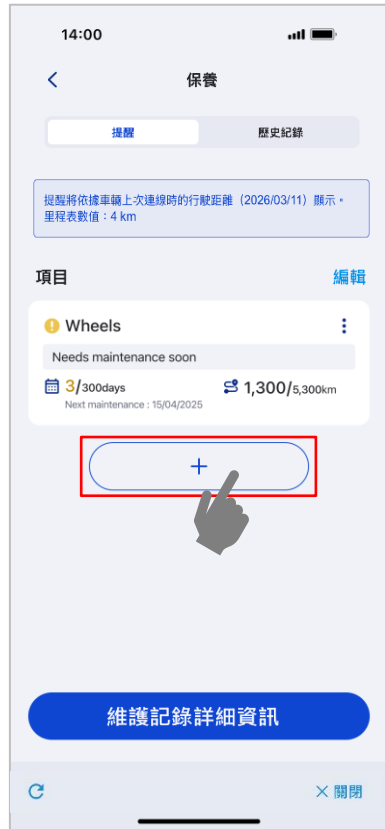 14:00
保養
提醒
歷史紀錄
提醒將依據車輛上次連線時的行駛距離（2026/03/11）顯示。
里程表數值：4 km
項目
編輯
Wheels
Needs maintenance soon
3/300days
1,300/5,300km
Next maintenance : 15/04/2025
+
維護記錄詳細資訊
× 關閉